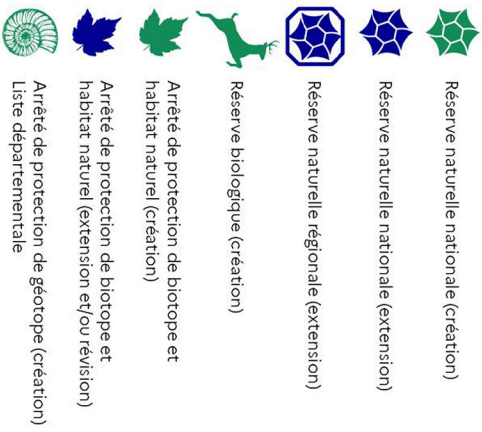 Réserve naturelle nationale (création)
Réserve naturelle nationale (extension)
Réserve naturelle régionale (extension)
Réserve biologique (création)
Arrêté de protection de biotope et
habitat naturel (création)
Arrêté de protection de biotope et
habitat naturel (extension et/ou révision)
Arrêté de protection de géotope (création)
Liste départementale